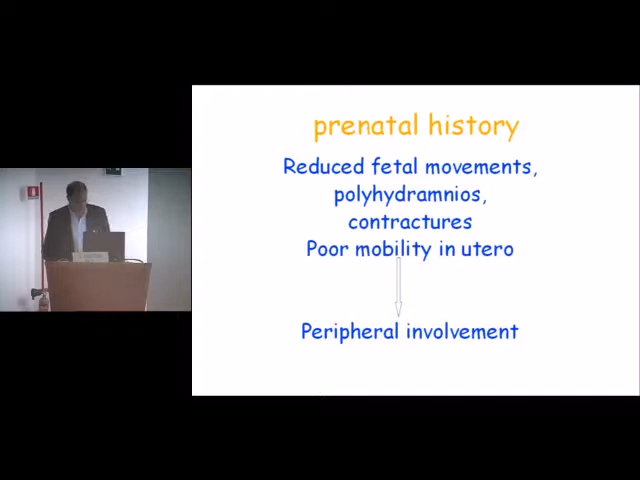 prenatal history
Reduced fetal movements,
polyhydramnios,
contractures
Poor mobility in utero
Peripheral involvement